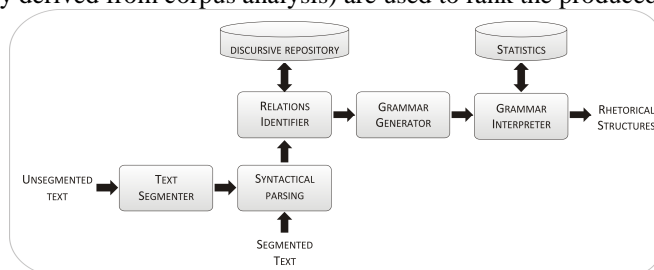 y derived from corpus analysis) are used to rank the produced
DISCURSIVE REPOSITORY
STATISTICS
RELATIONS
IDENTIFIER
GRAMMAR
GENERATOR
GRAMMAR
INTERPRETER
RHETORICAL
STRUCTURES
UNSEGMENTED
TEXT
TEXT
SEGMENTER
SYNTACTICAL
PARSING
SEGMENTED
TEXT